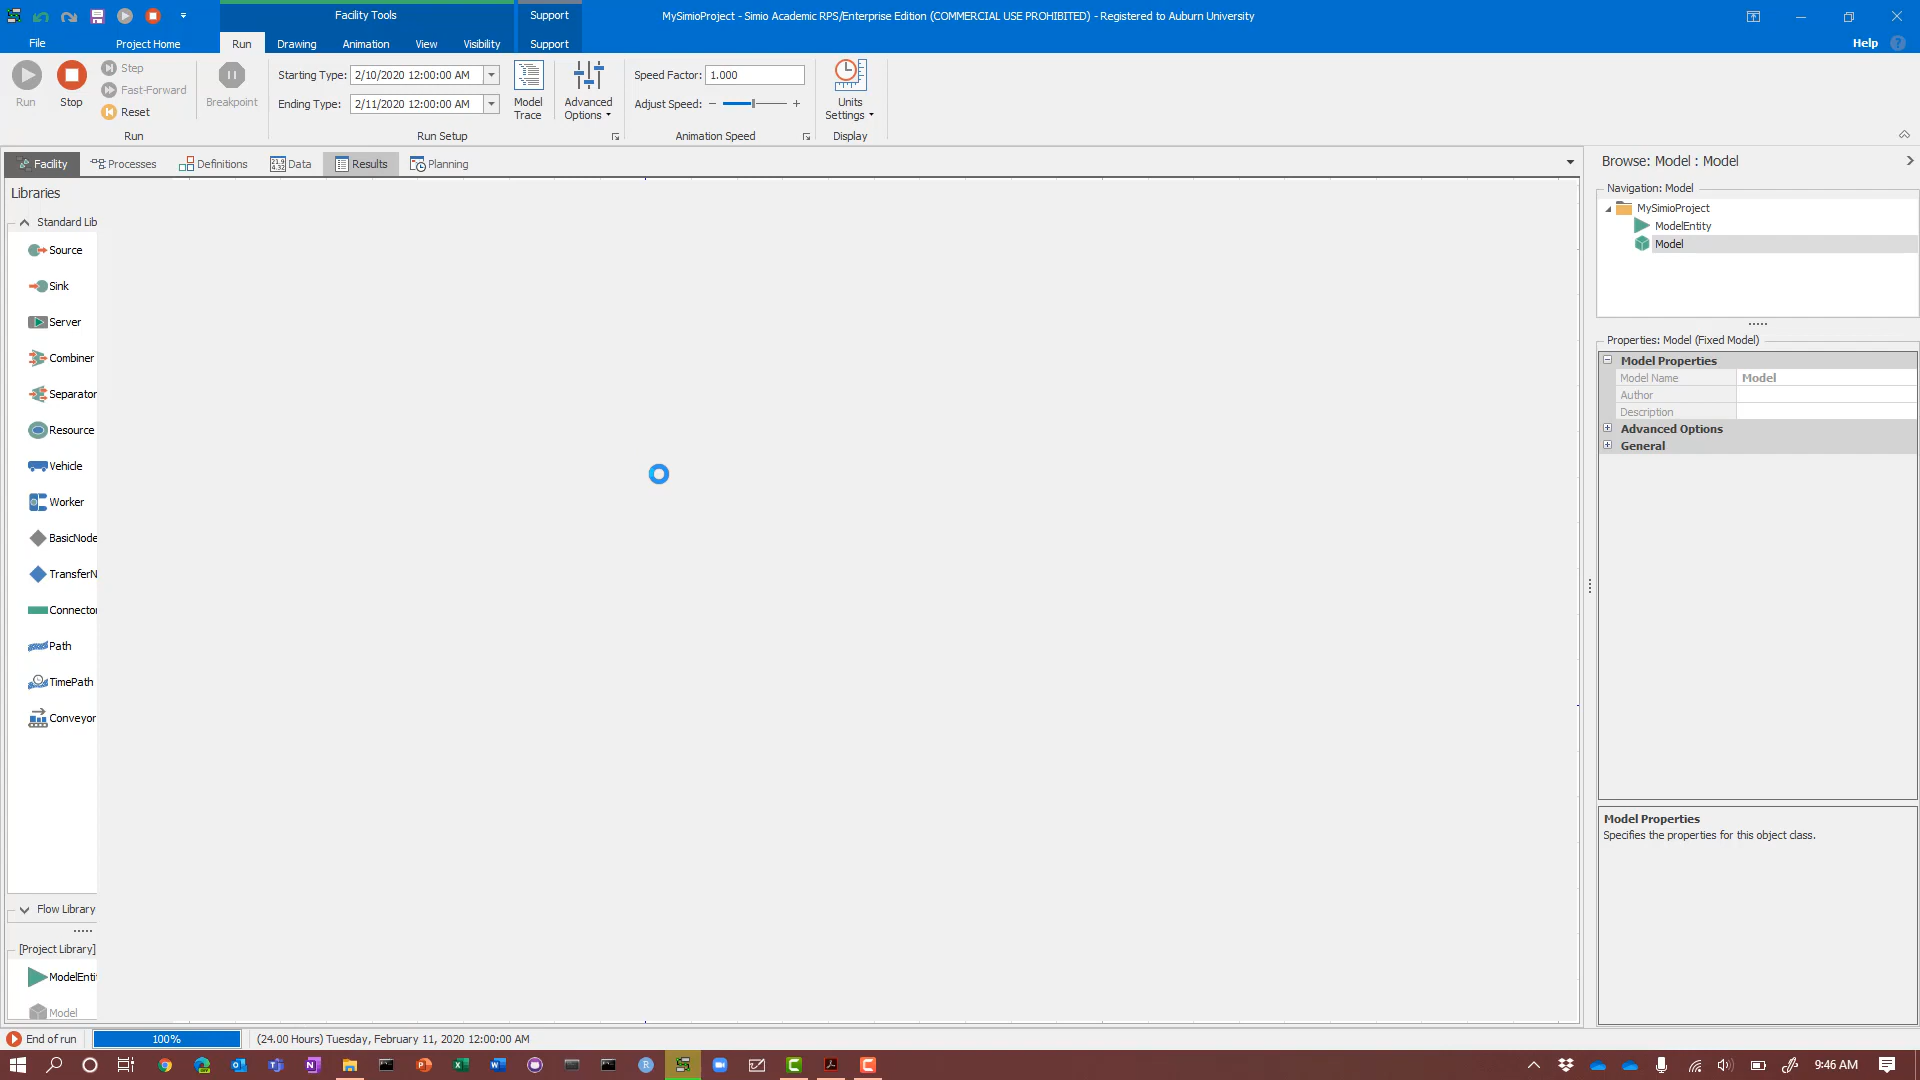 Facility Tools
Support
MySimioProject - Simio Academic RPS/Enterprise Edition (COMMERCIAL USE PROHIBITED) - Registered to Auburn University
File
Project Home
Run
Drawing
Animation
View
Visibility
Support
Help
Run
Stop
Step
Fast-Forward
Reset
Breakpoint
Starting Type: 2/10/2020 12:00:00 AM
Ending Type: 2/11/2020 12:00:00 AM
Model Trace
Advanced Options
Speed Factor: 1.000
Adjust Speed:
Units Settings
Run
Run Setup
Animation Speed
Display
Facility
Processes
Definitions
Data
Results
Planning
Libraries
Standard Lib
Source
Sink
Server
Combiner
Separator
Resource
Vehicle
Worker
BasicNode
TransferN
Connector
Path
TimePath
Conveyor
Flow Library
[Project Library]
ModelEnti
Model
Browse: Model : Model
Navigation: Model
MySimioProject
ModelEntity
Model
Properties: Model (Fixed Model)
Model Properties
Model Name Model
Author
Description
Advanced Options
General
Model Properties
Specifies the properties for this object class.
End of run
100%
(24.00 Hours) Tuesday, February 11, 2020 12:00:00 AM
9:46 AM